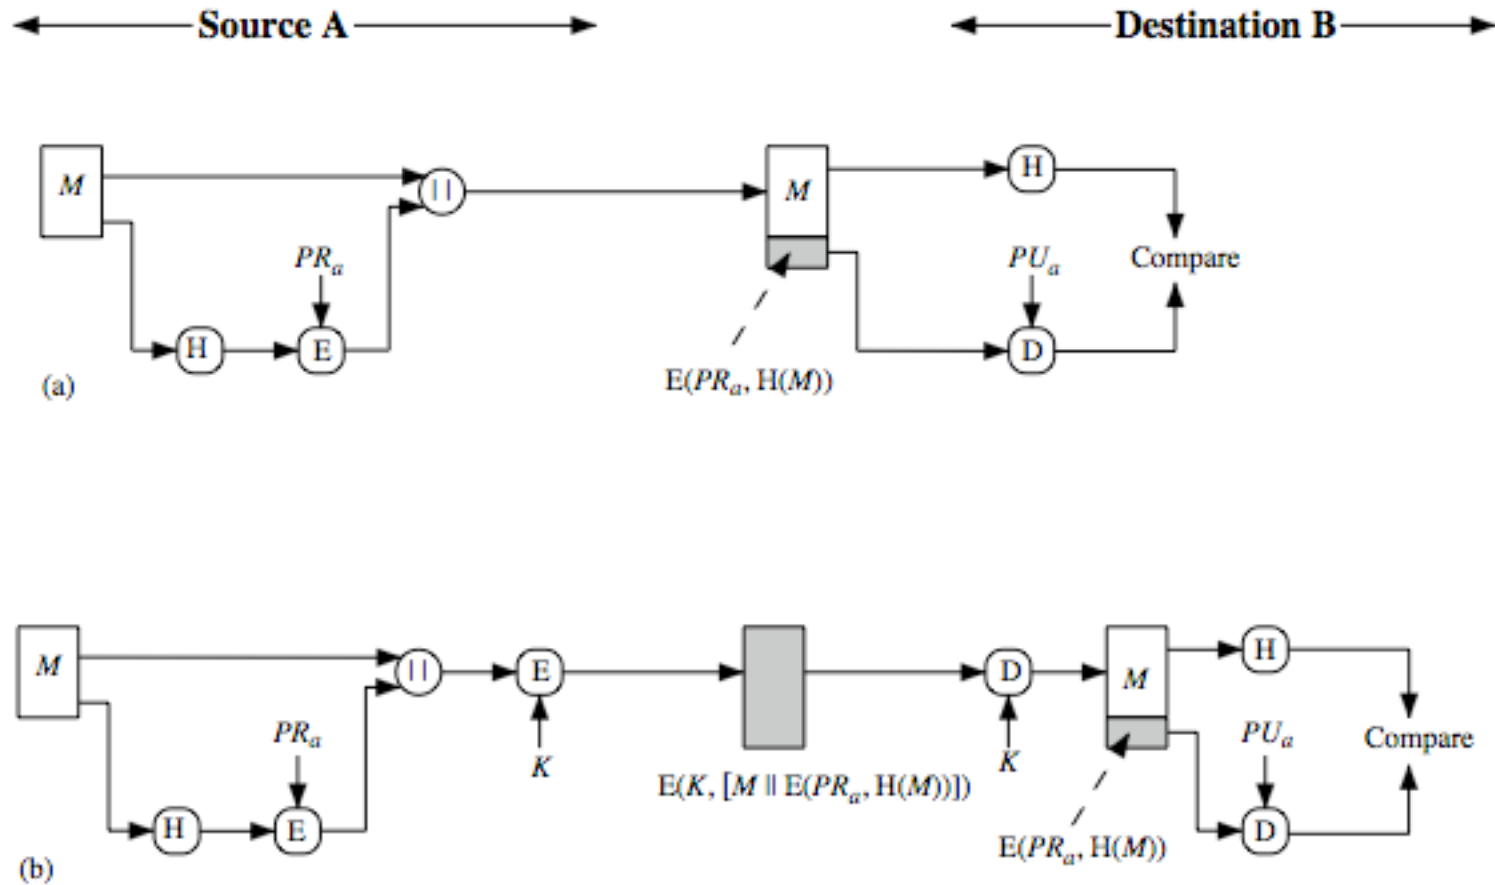 Source A
Destination B
M
||
M
H
PRa
PUa
Compare
H
E
D
E(PRa, H(M))
(a)
M
||
E
D
M
H
PRa
K
K
PUa
Compare
E(K, [M || E(PRa, H(M))])
H
E
D
E(PRa, H(M))
(b)